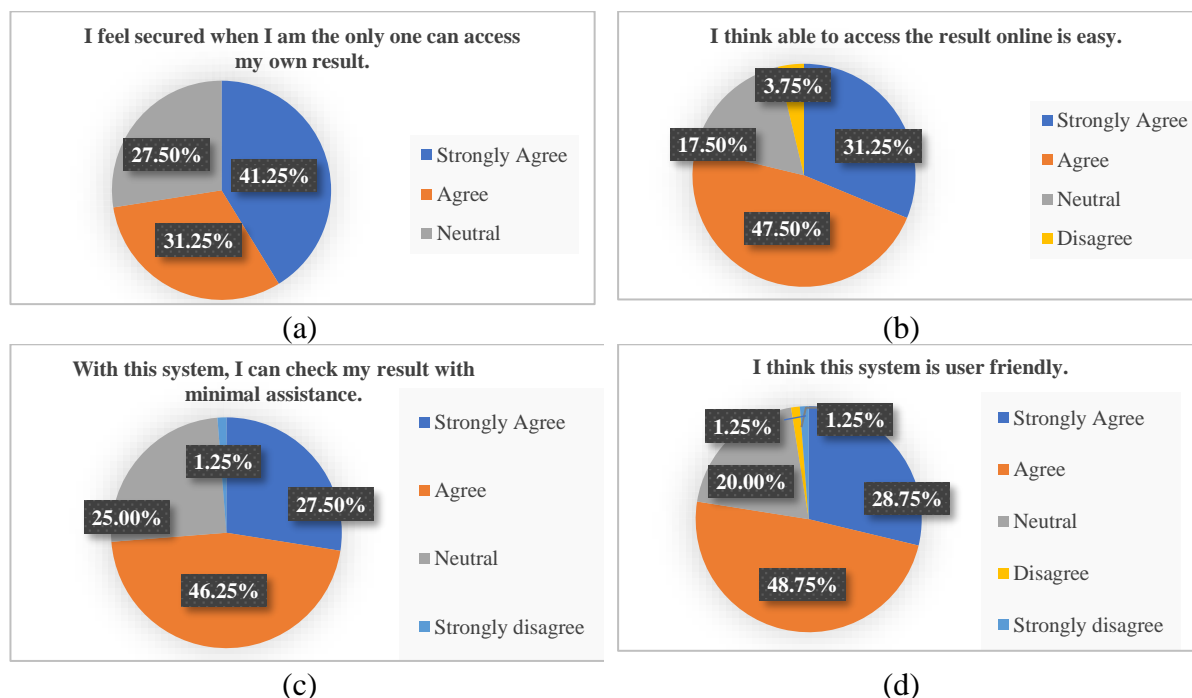 I feel secured when I am the only one can access
my own result.
27.50%
41.25%
31.25%
Strongly Agree
Agree
Neutral
(a)
I think able to access the result online is easy.
3.75%
17.50%
31.25%
47.50%
Strongly Agree
Agree
Neutral
Disagree
(b)
With this system, I can check my result with
minimal assistance.
1.25%
27.50%
25.00%
46.25%
Strongly Agree
Agree
Neutral
Strongly disagree
(c)
I think this system is user friendly.
1.25%
1.25%
20.00%
28.75%
48.75%
Strongly Agree
Agree
Neutral
Disagree
Strongly disagree
(d)